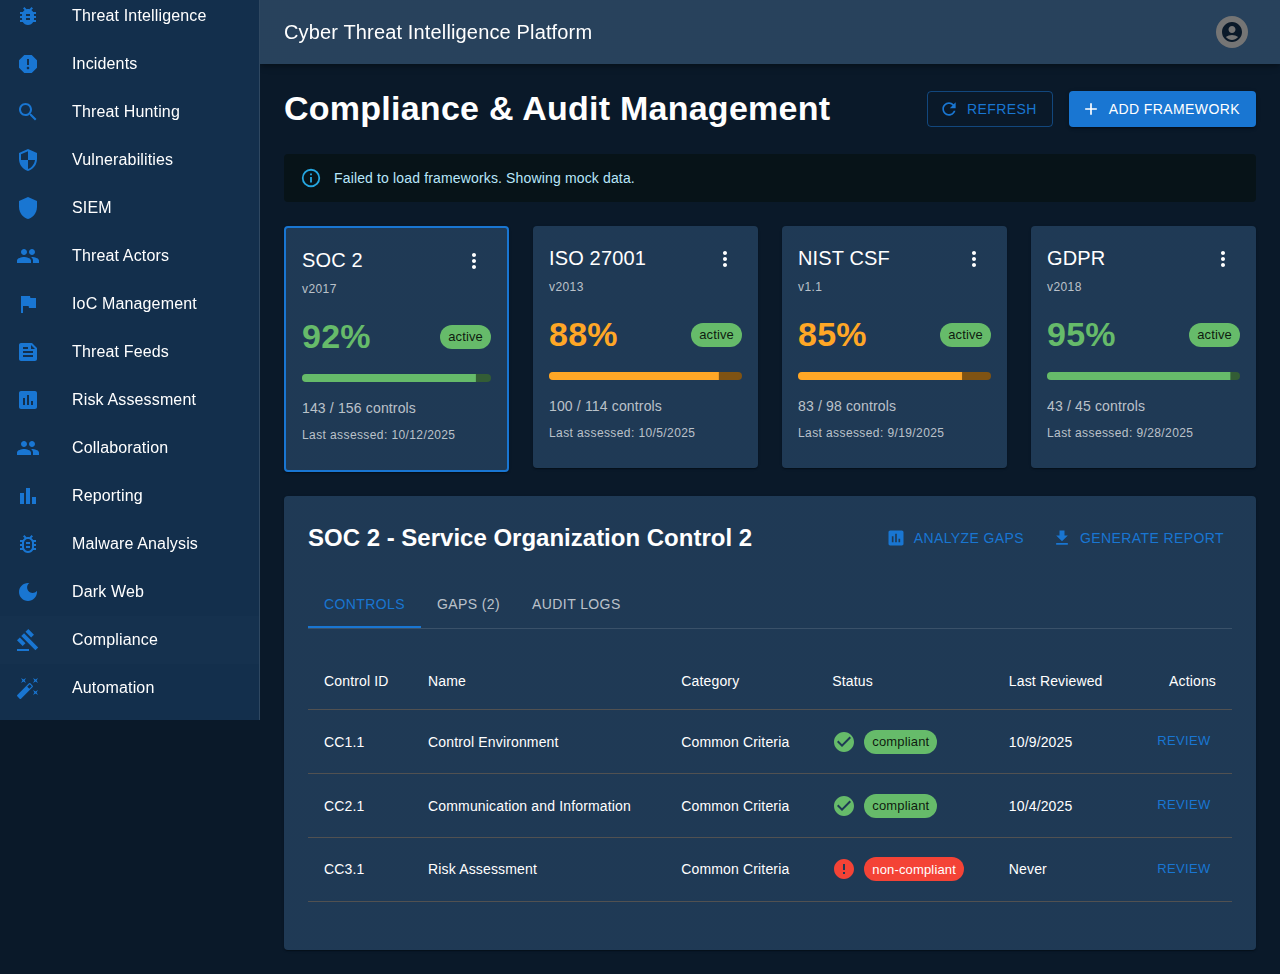 Threat Intelligence
Incidents
Threat Hunting
Vulnerabilities
SIEM
Threat Actors
IoC Management
Threat Feeds
Risk Assessment
Collaboration
Reporting
Malware Analysis
Dark Web
Compliance
Automation
Cyber Threat Intelligence Platform
Compliance & Audit Management
REFRESH
ADD FRAMEWORK
Failed to load frameworks. Showing mock data.
SOC 2
v2017
92%
active
143 / 156 controls
Last assessed: 10/12/2025
ISO 27001
v2013
88%
active
100 / 114 controls
Last assessed: 10/5/2025
NIST CSF
v1.1
85%
active
83 / 98 controls
Last assessed: 9/19/2025
GDPR
v2018
95%
active
43 / 45 controls
Last assessed: 9/28/2025
SOC 2 - Service Organization Control 2
ANALYZE GAPS
GENERATE REPORT
CONTROLS GAPS (2) AUDIT LOGS
Control ID Name Category Status Last Reviewed Actions
CC1.1 Control Environment Common Criteria compliant 10/9/2025 REVIEW
CC2.1 Communication and Information Common Criteria compliant 10/4/2025 REVIEW
CC3.1 Risk Assessment Common Criteria non-compliant Never REVIEW